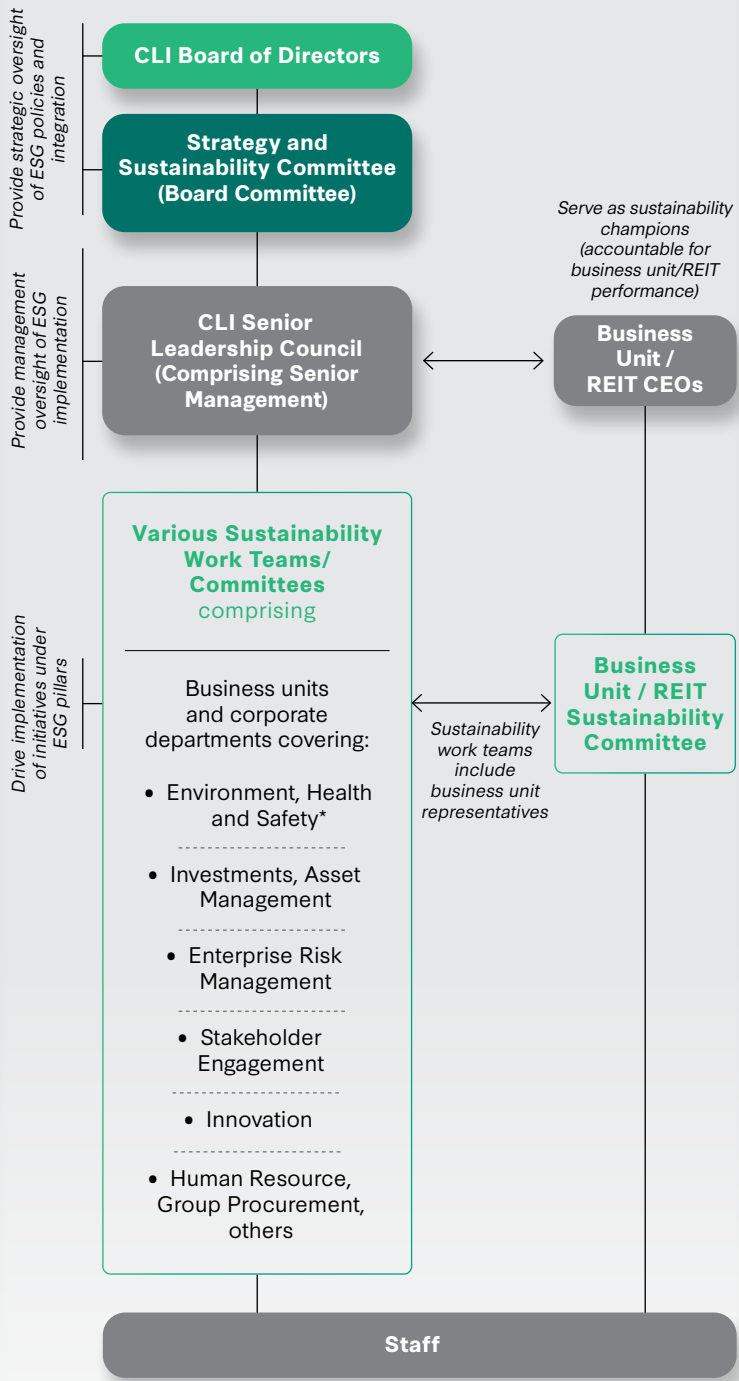 Provide strategic oversight
of ESG policies and
integration
CLI Board of Directors
Strategy and
Sustainability Committee
(Board Committee)
Serve as sustainability
champions
(accountable for
business unit/REIT
performance)
Provide management
oversight of ESG
implementation
CLI Senior
Leadership Council
(Comprising Senior
Management)
Business
Unit /
REIT CEOs
Drive implementation
of initiatives under
ESG pillars
Various Sustainability
Work Teams/
Committees
comprising
Business units
and corporate
departments covering:
• Environment, Health
and Safety*
• Investments, Asset
Management
• Enterprise Risk
Management
• Stakeholder
Engagement
• Innovation
• Human Resource,
Group Procurement,
others
Sustainability
work teams
include
business unit
representatives
Business
Unit / REIT
Sustainability
Committee
Staff